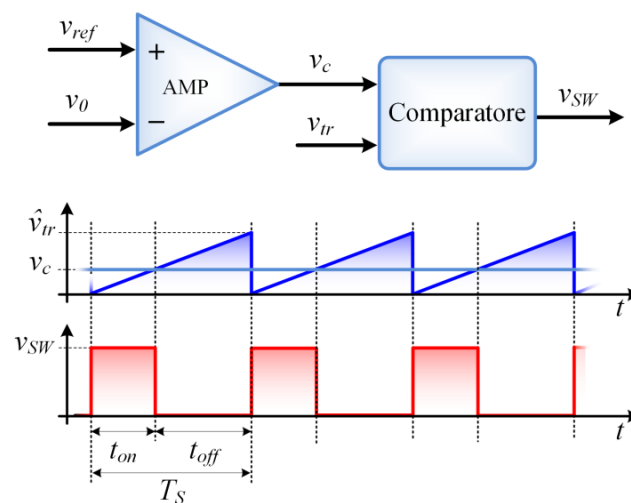 v_ref
+
AMP
v_c
v_0
−
v_tr
Comparatore
v_SW
v̂_tr
v_c
t
v_SW
t
t_on
t_off
T_S